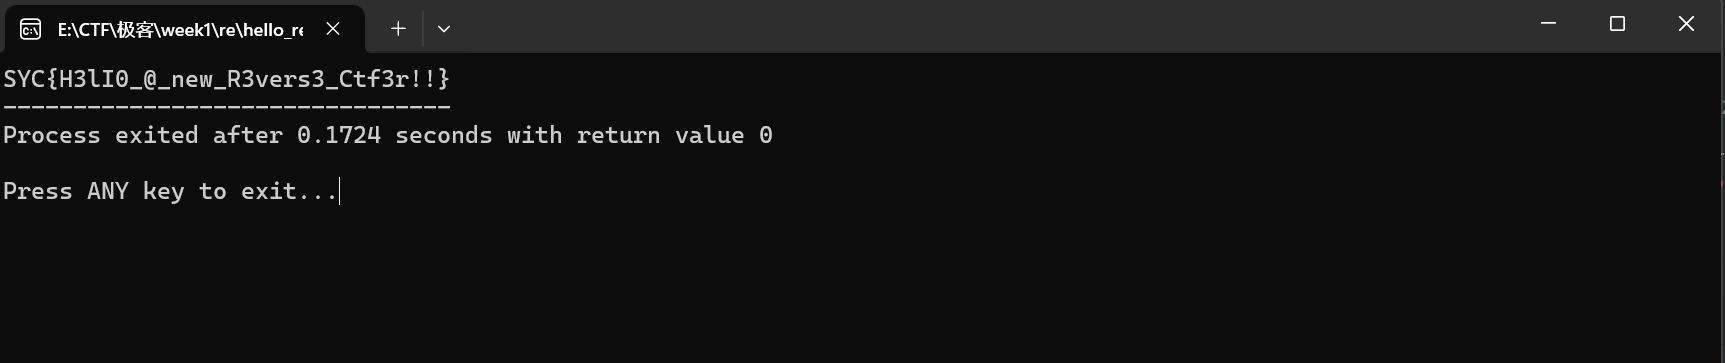 E:\CTF\极客\week1\re\hello_re
SYC{H3lI0_@_new_R3vers3_Ctf3r!!}
--------------------------------
Process exited after 0.1724 seconds with return value 0
Press ANY key to exit...